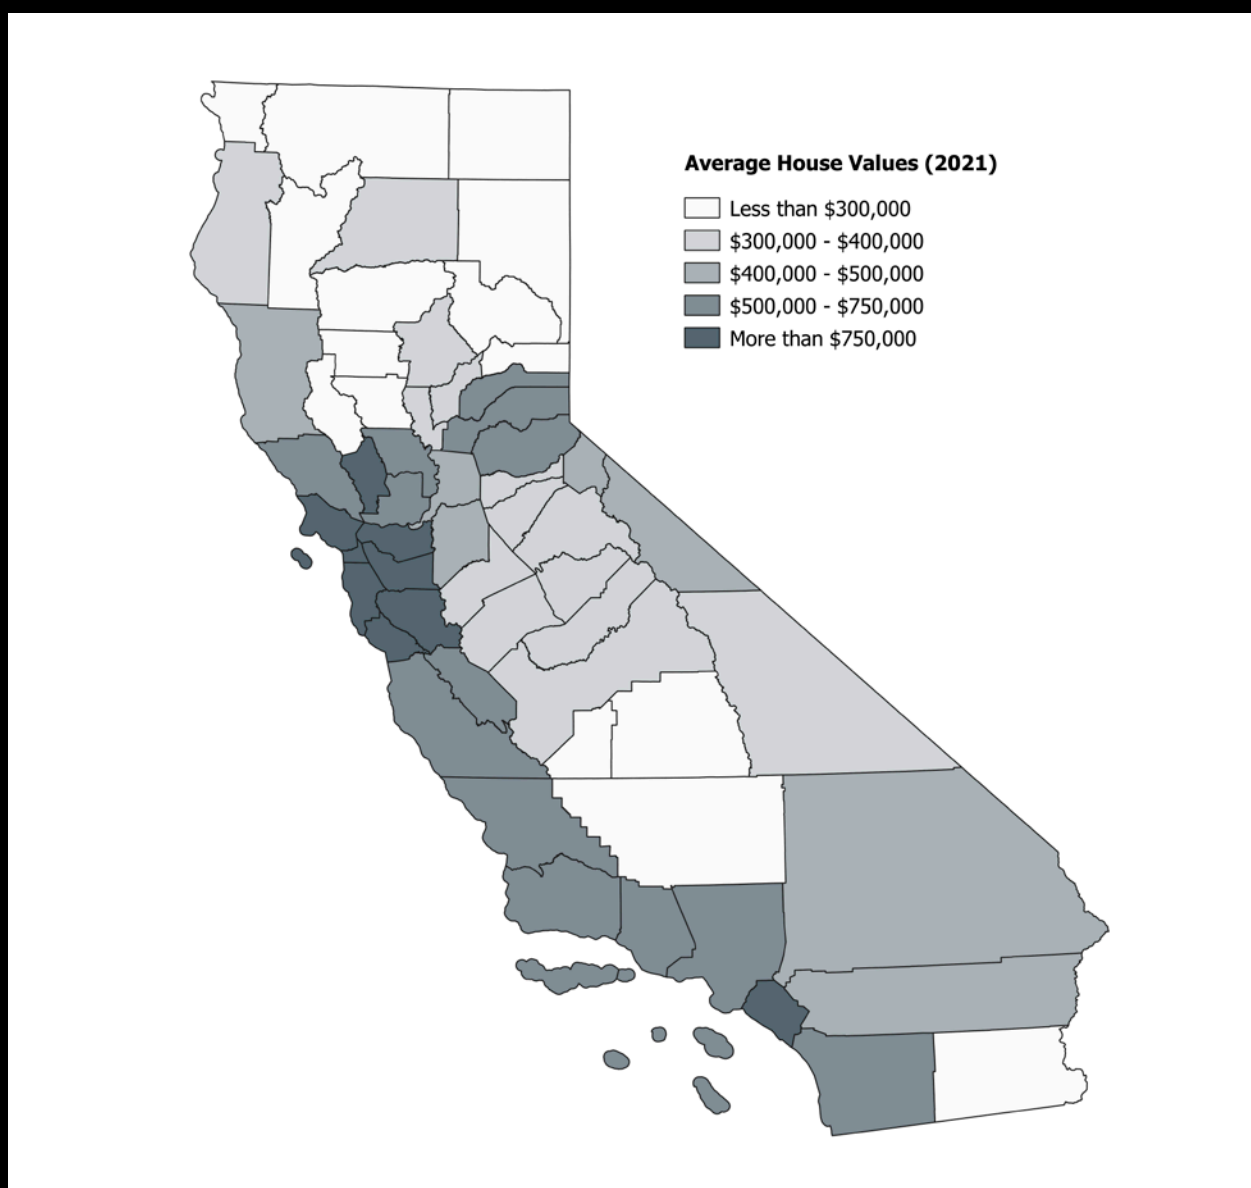 Average House Values (2021)
Less than $300,000
$300,000 - $400,000
$400,000 - $500,000
$500,000 - $750,000
More than $750,000